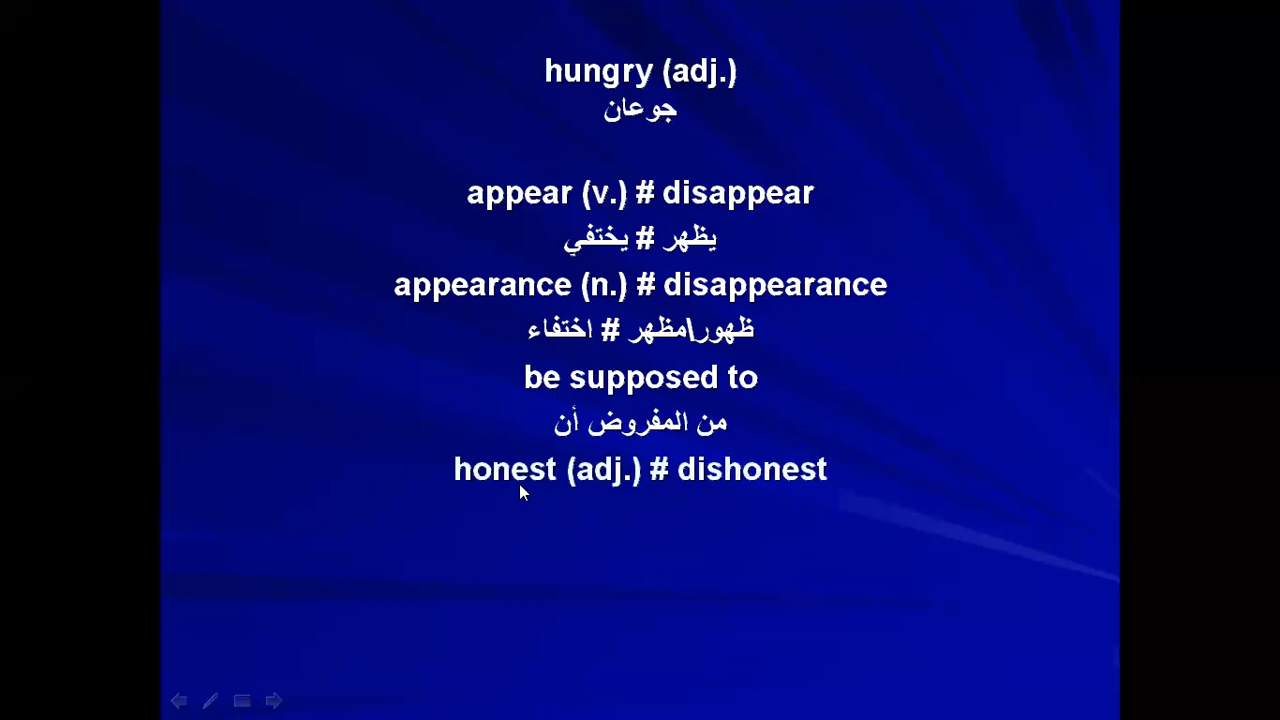 hungry (adj.)
جوعان
appear (v.) # disappear
يظهر # يختفي
appearance (n.) # disappearance
ظهور\مظهر # اختفاء
be supposed to
من المفروض أن
honest (adj.) # dishonest